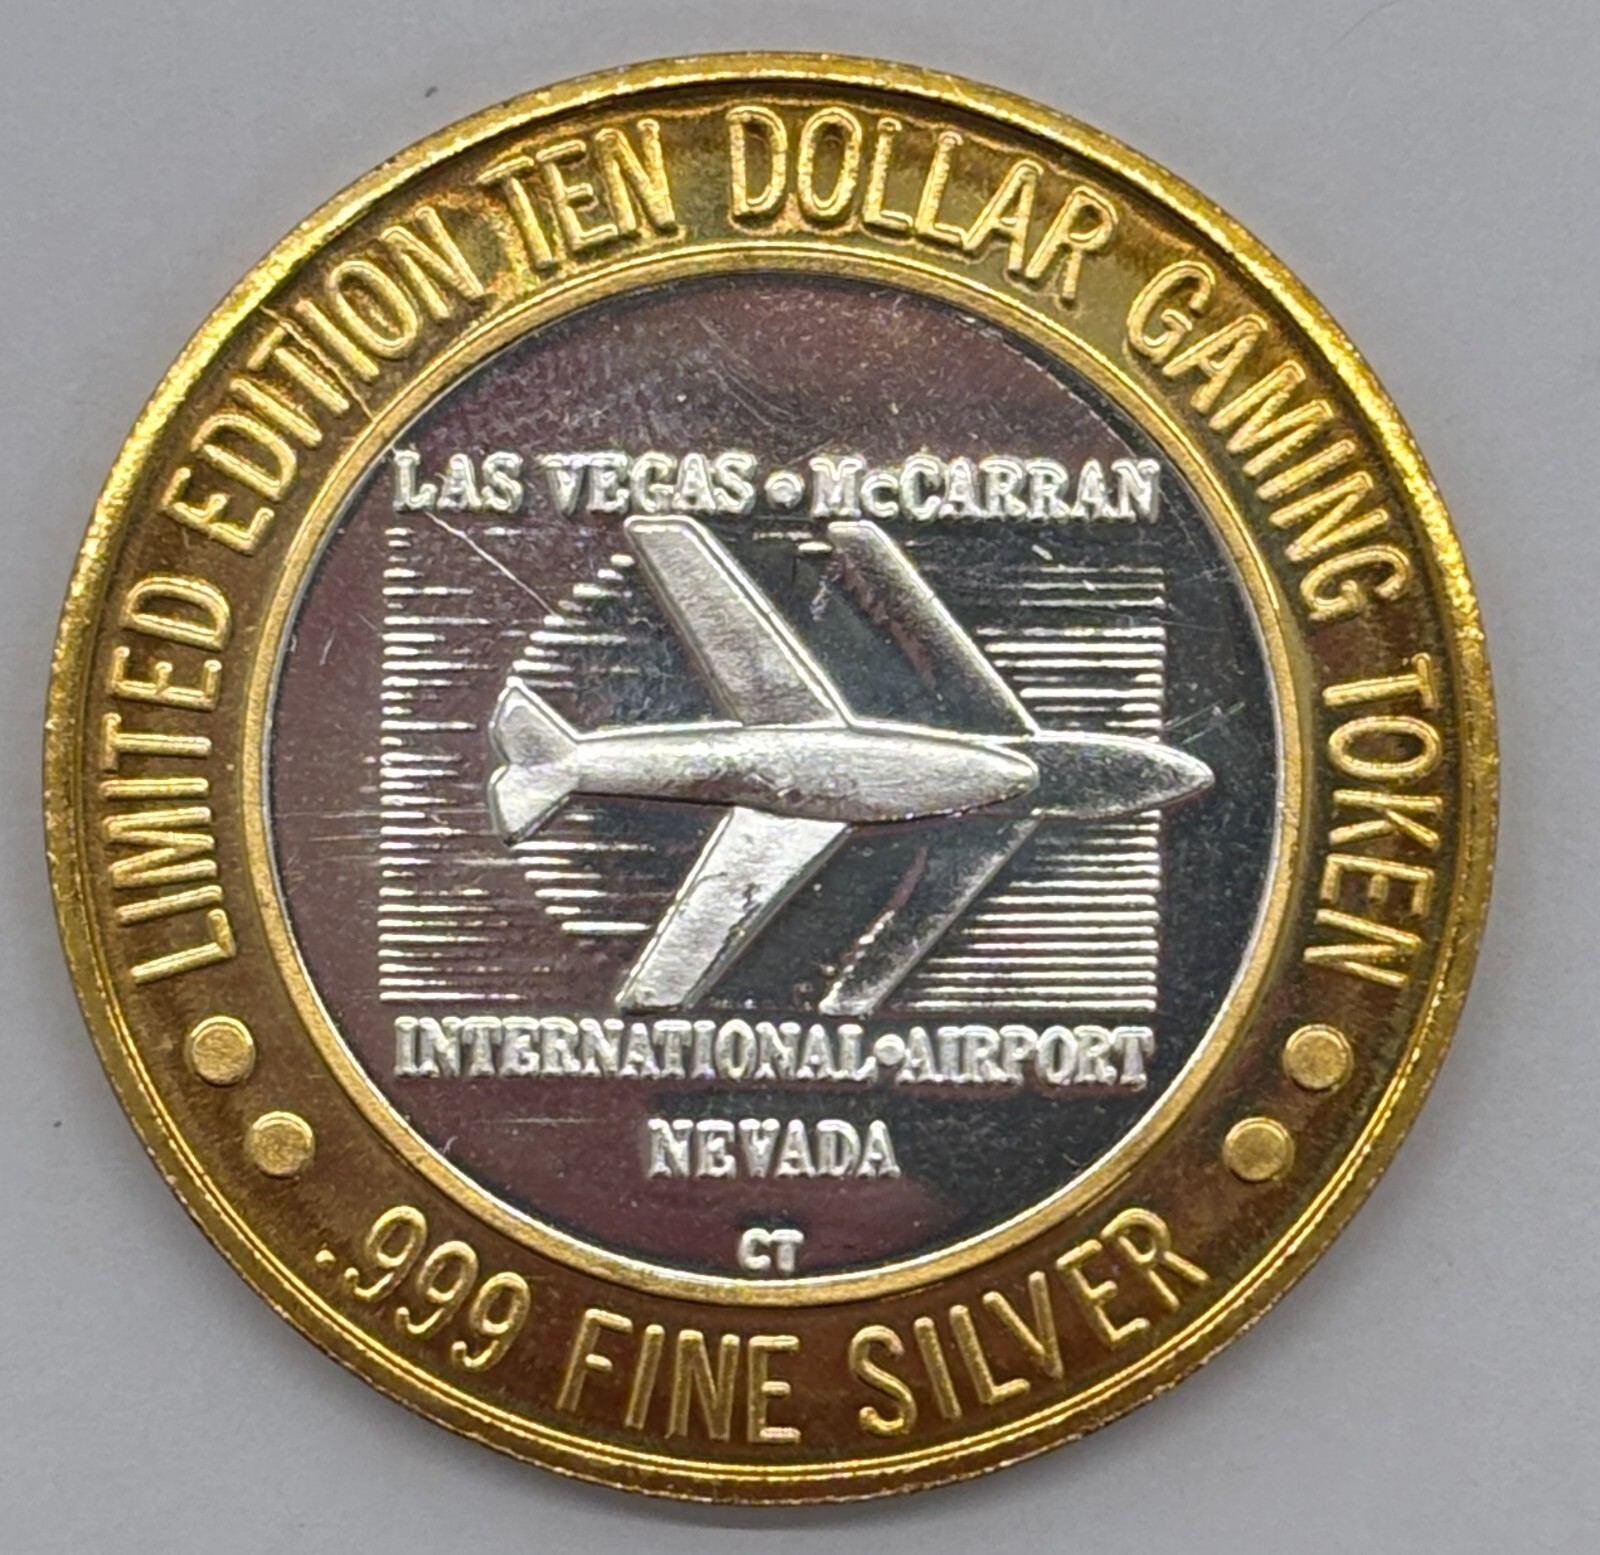 LIMITED EDITION TEN DOLLAR GAMING TOKEN
LAS VEGAS • McCARRAN
INTERNATIONAL • AIRPORT
NEVADA
CT
.999 FINE SILVER